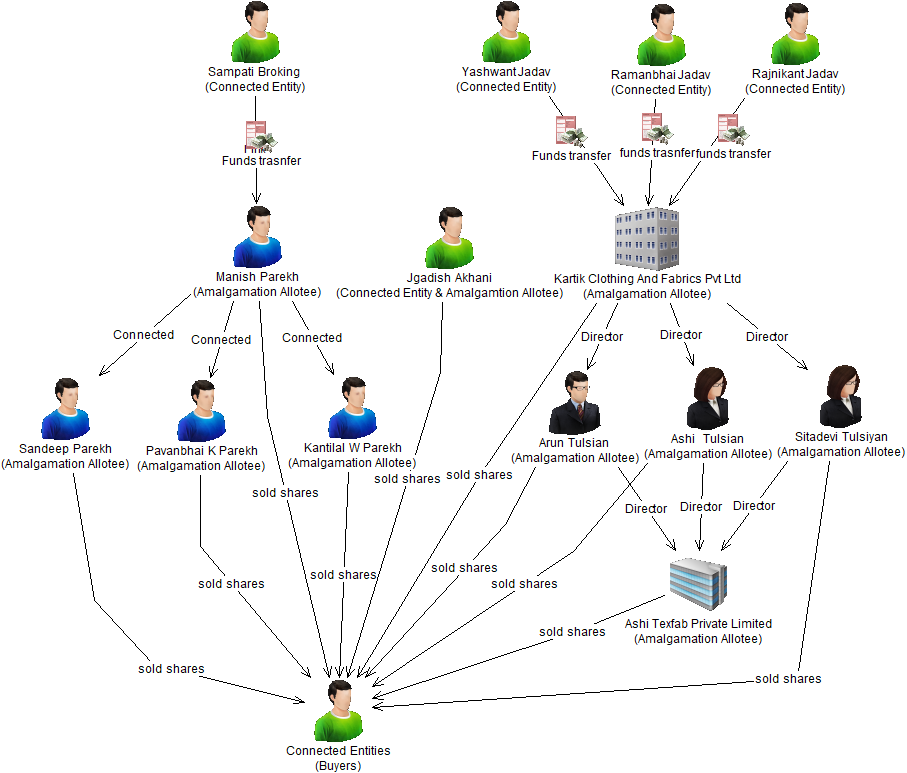 Sampati Broking
(Connected Entity)
Yashwant Jadav
(Connected Entity)
Ramanbhai Jadav
(Connected Entity)
Rajnikant Jadav
(Connected Entity)
Funds trasnfer
Funds transfer
funds trasnfer
funds transfer
Manish Parekh
(Amalgamation Allotee)
Jgadish Akhani
(Connected Entity & Amalgamtion Allotee)
Kartik Clothing And Fabrics Pvt Ltd
(Amalgamation Allotee)
Connected
Connected
Connected
Director
Director
Director
Sandeep Parekh
(Amalgamation Allotee)
Pavanbhai K Parekh
(Amalgamation Allotee)
Kantilal W Parekh
(Amalgamation Allotee)
Arun Tulsian
(Amalgamation Allotee)
Ashi Tulsian
(Amalgamation Allotee)
Sitadevi Tulsiyan
(Amalgamation Allotee)
sold shares
sold shares
sold shares
Director
Director
Director
sold shares
sold shares
sold shares
sold shares
Ashi Texfab Private Limited
(Amalgamation Allotee)
sold shares
sold shares
sold shares
Connected Entities
(Buyers)